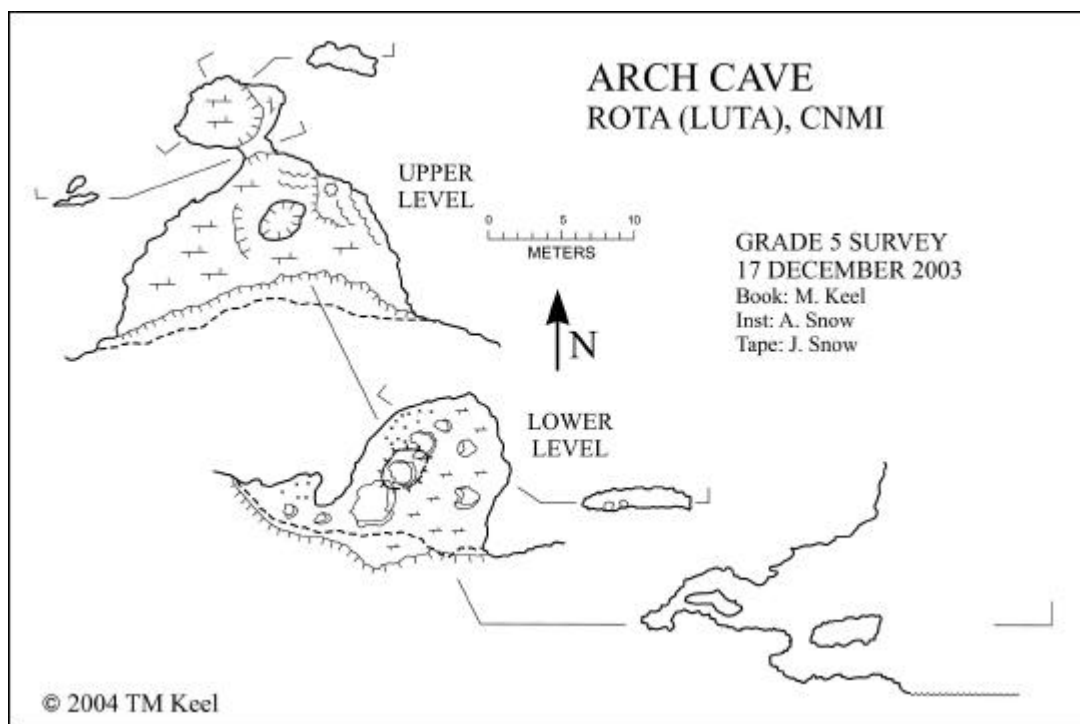 ARCH CAVE
ROTA (LUTA), CNMI
UPPER
LEVEL
0 5 10
METERS
GRADE 5 SURVEY
17 DECEMBER 2003
Book: M. Keel
Inst: A. Snow
Tape: J. Snow
N
LOWER
LEVEL
© 2004 TM Keel